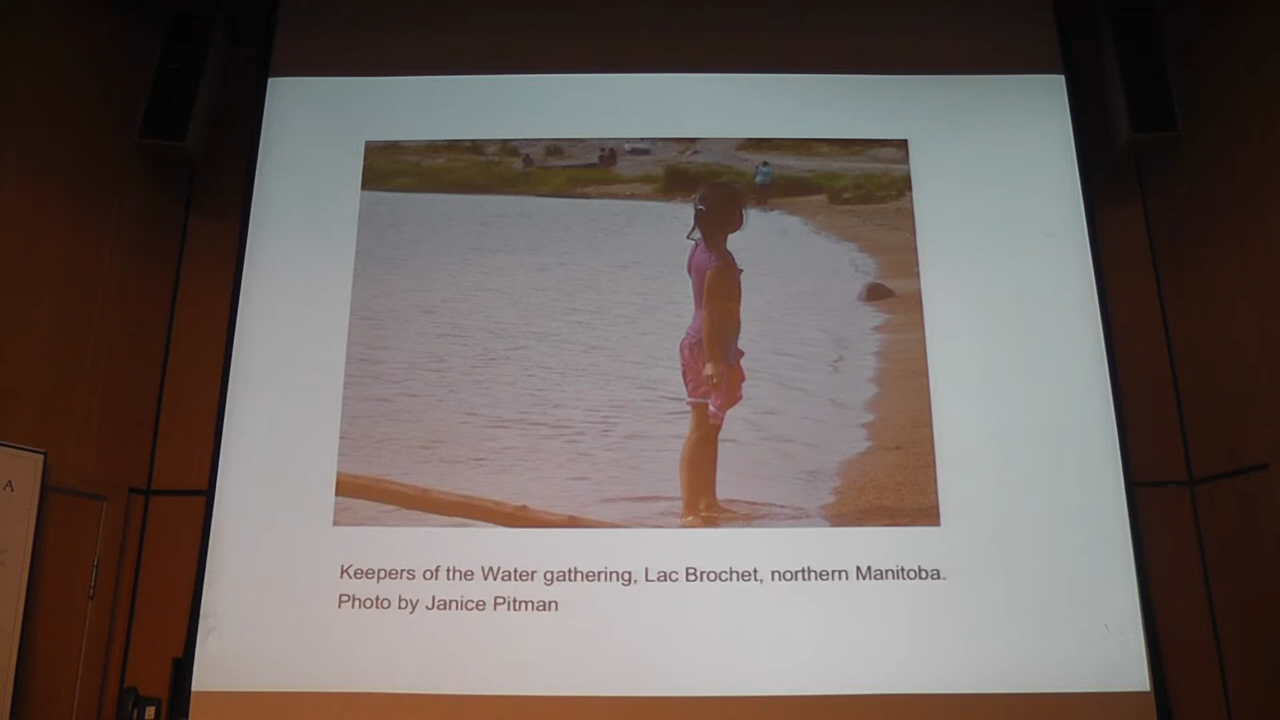 Keepers of the Water gathering, Lac Brochet, northern Manitoba.
Photo by Janice Pitman
A